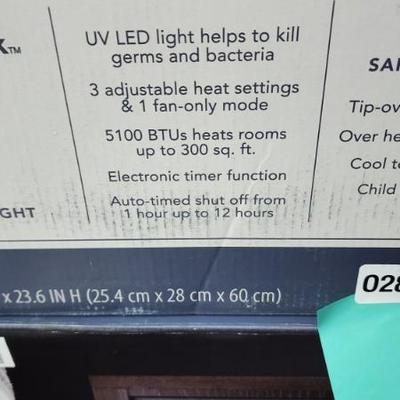 UV LED light helps to kill
germs and bacteria
3 adjustable heat settings
& 1 fan-only mode
5100 BTUs heats rooms
up to 300 sq. ft.
Electronic timer function
Auto-timed shut off from
1 hour up to 12 hours
Tip-ov
Over he
Cool t
Child
GHT
x 23.6 IN H (25.4 cm x 28 cm x 60 cm)
028